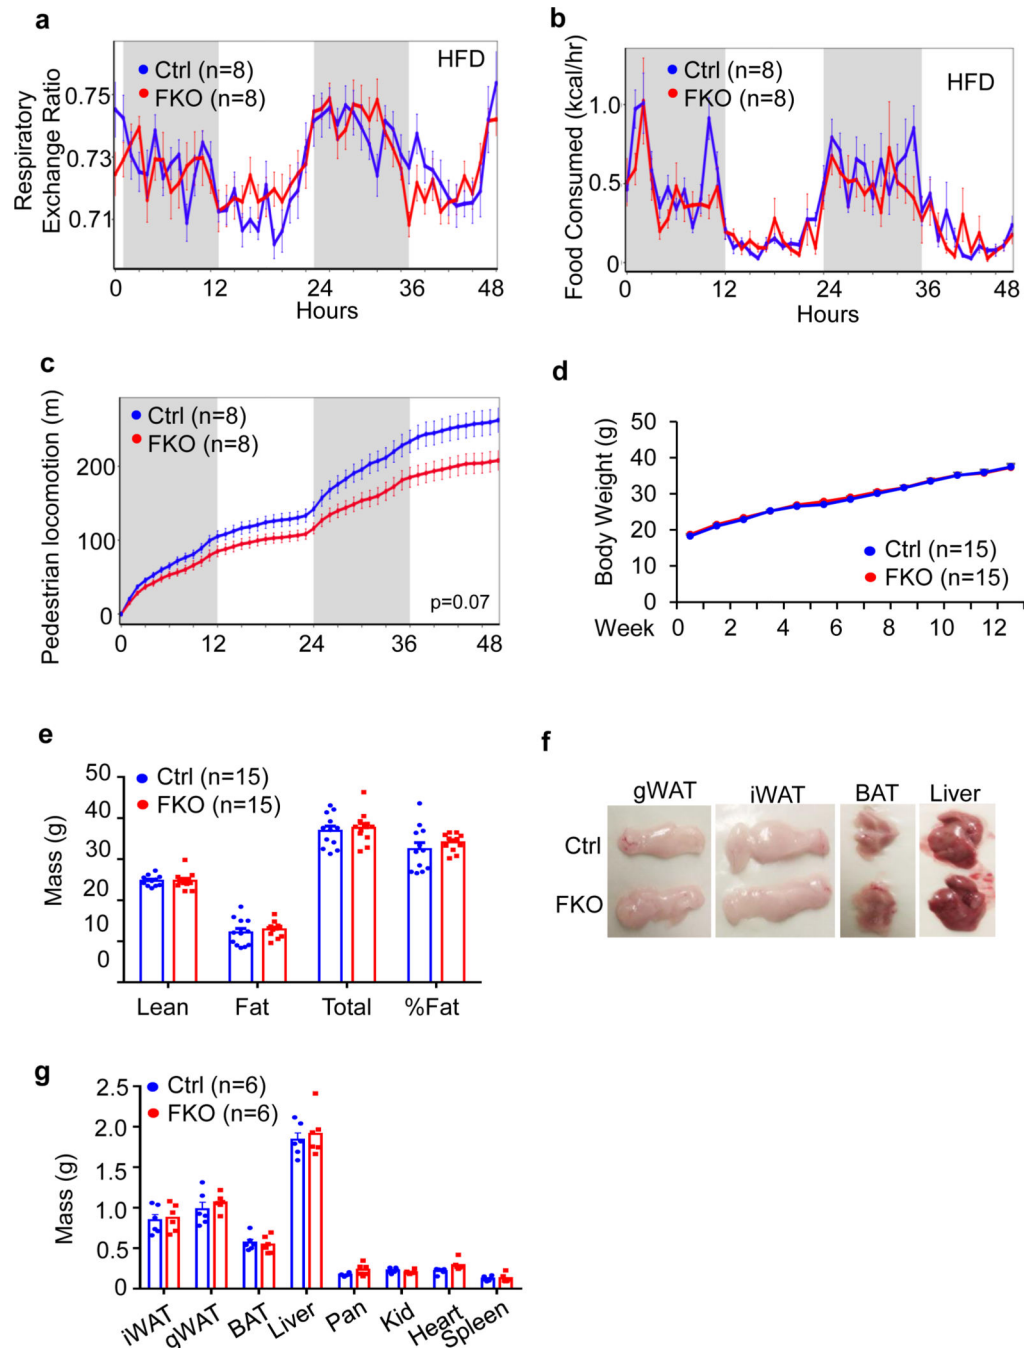 a
HFD
Ctrl (n=8)
FKO (n=8)
Respiratory
Exchange Ratio
0.75
0.73
0.71
0 12 24 36 48
Hours
b
HFD
Ctrl (n=8)
FKO (n=8)
Food Consumed (kcal/hr)
1.0
0.5
0
0 12 24 36 48
Hours
c
Ctrl (n=8)
FKO (n=8)
Pedestrian locomotion (m)
200
100
0
p=0.07
0 12 24 36 48
Hours
d
Body Weight (g)
50
40
30
20
10
0
Ctrl (n=15)
FKO (n=15)
Week 0 2 4 6 8 10 12
e
Ctrl (n=15)
FKO (n=15)
Mass (g)
50
40
30
20
10
0
Lean Fat Total %Fat
f
gWAT iWAT BAT Liver
Ctrl
FKO
g
Ctrl (n=6)
FKO (n=6)
Mass (g)
2.5
2.0
1.5
1.0
0.5
0
iWAT gWAT BAT Liver Pan Kid Heart Spleen